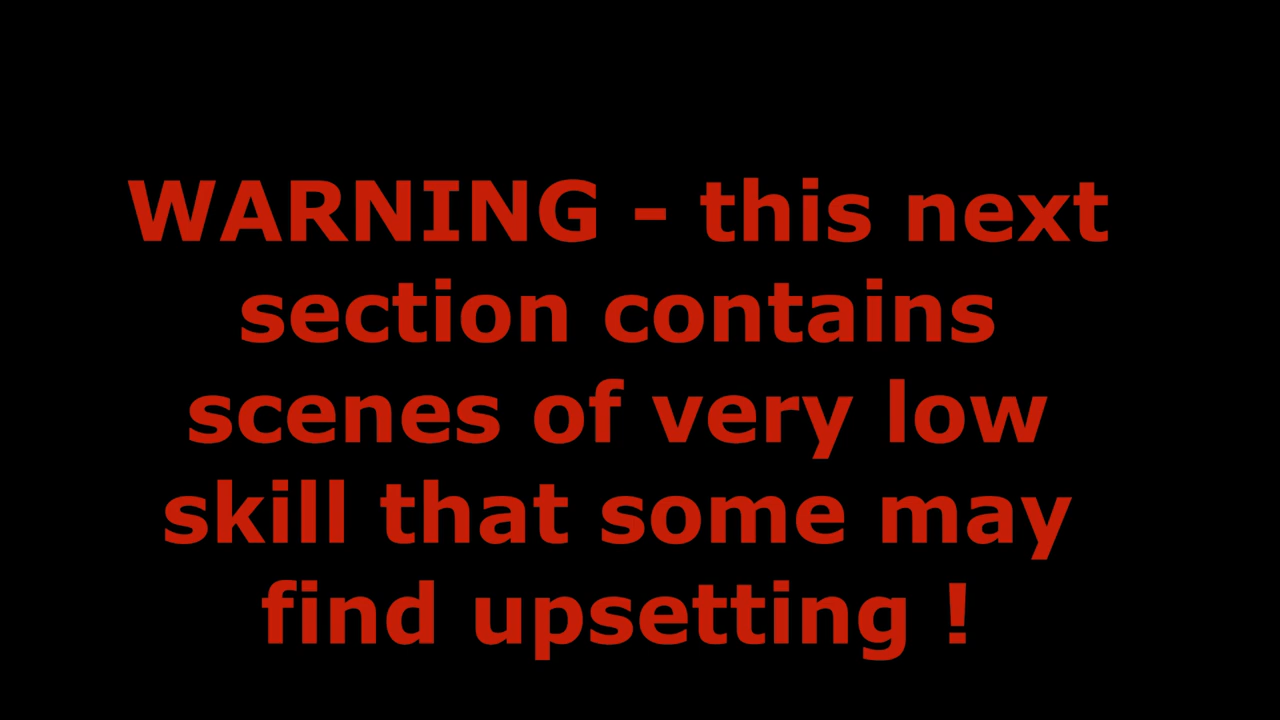 WARNING - this next
section contains
scenes of very low
skill that some may
find upsetting !